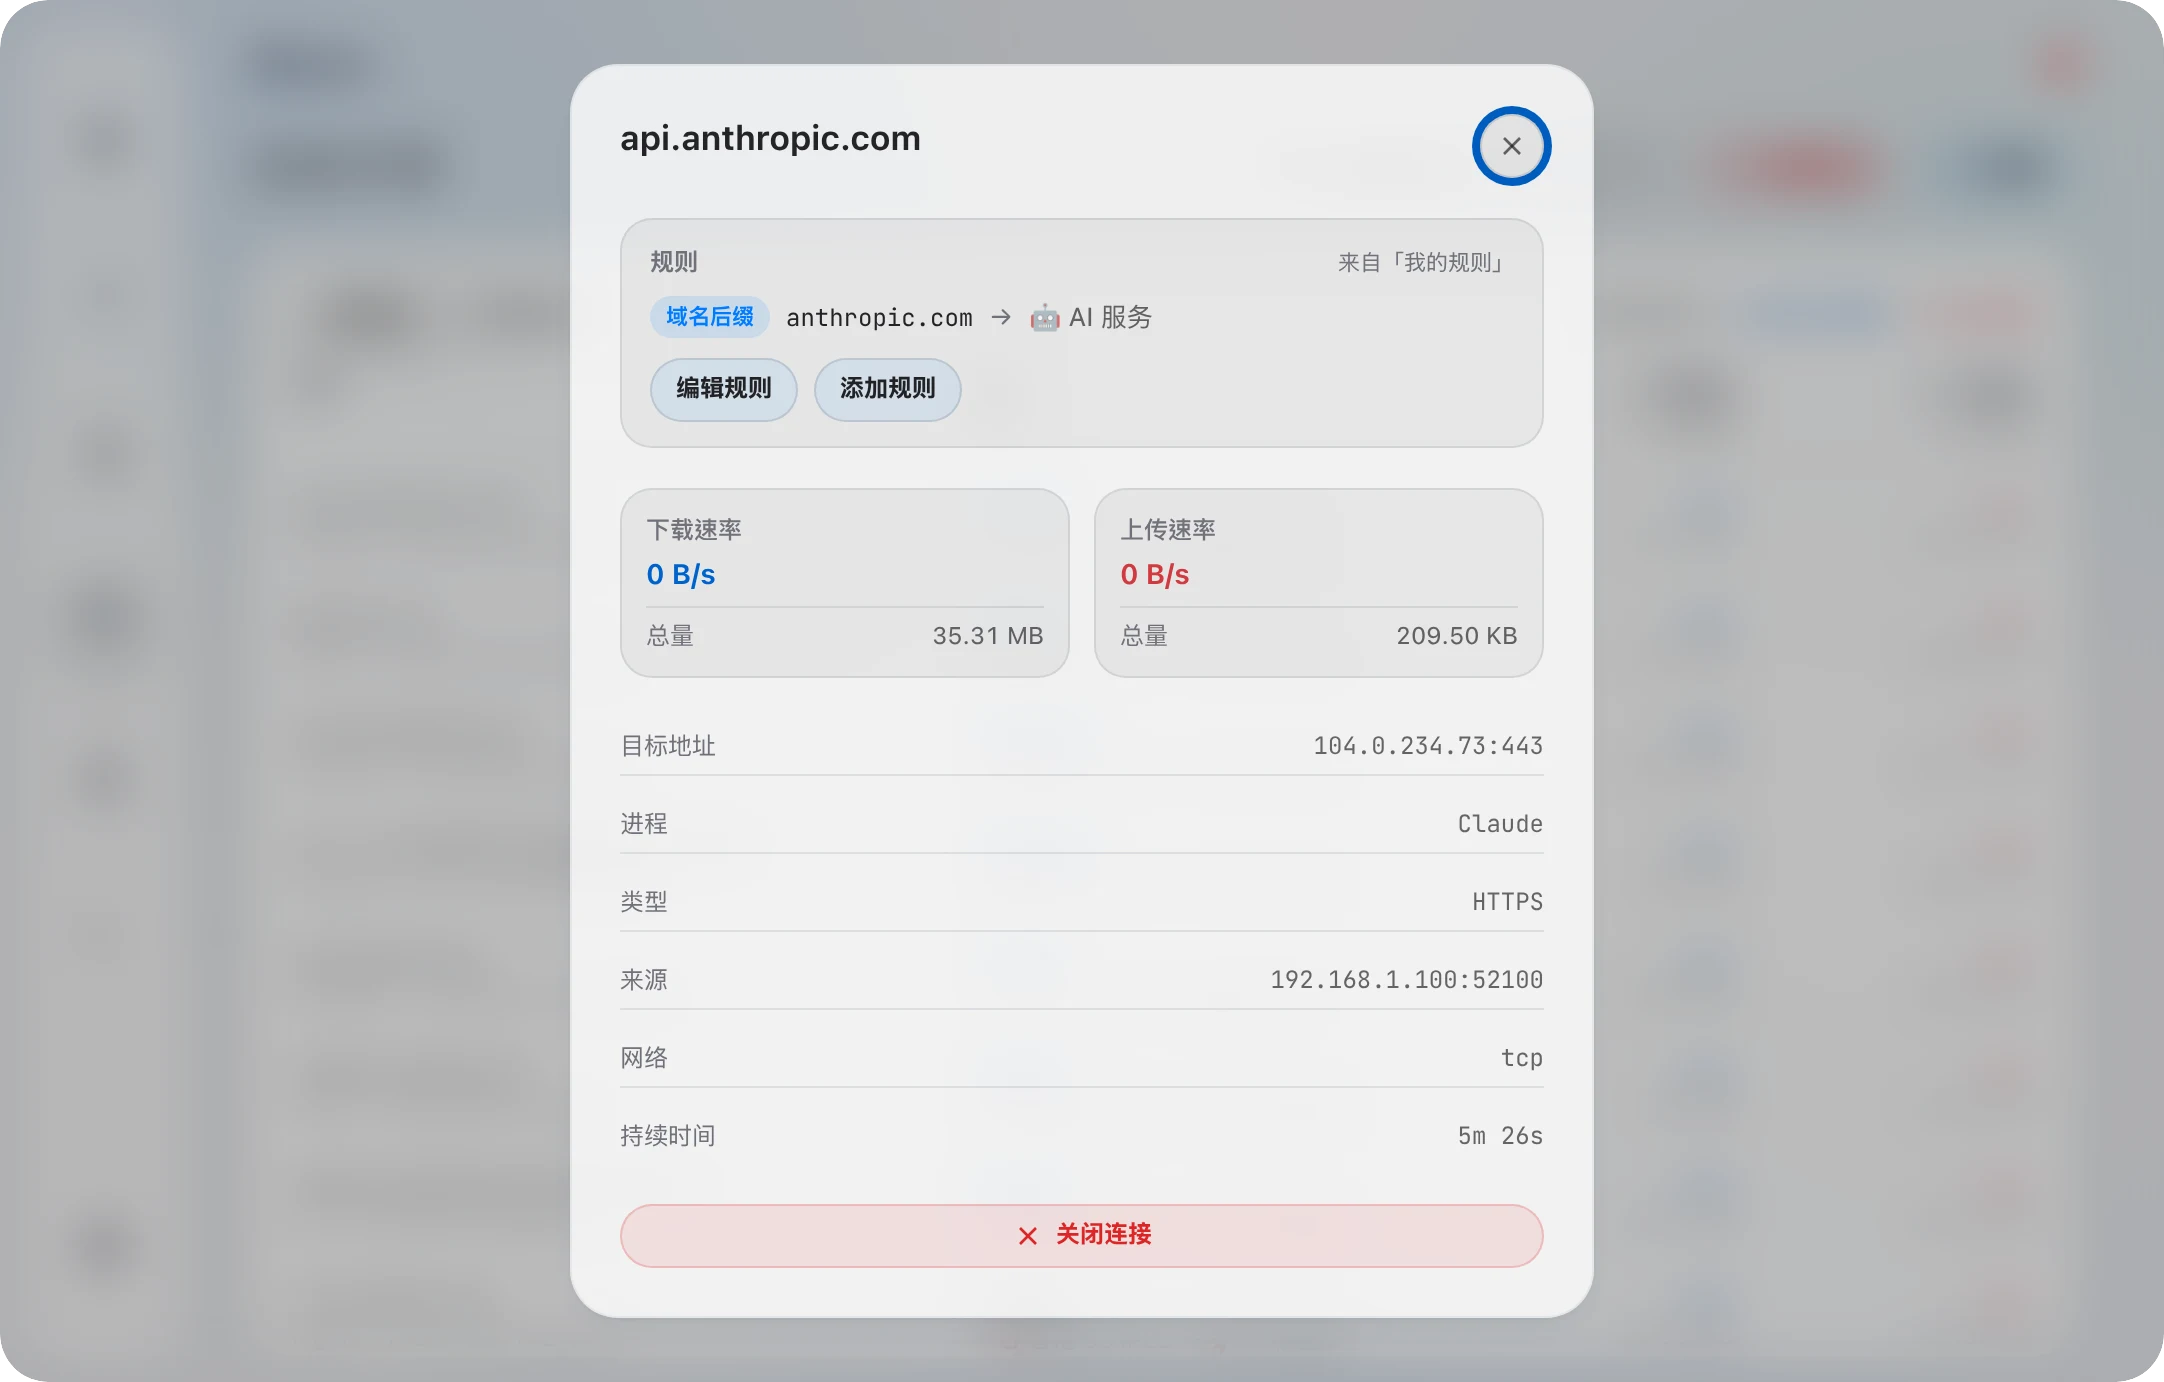 api.anthropic.com
规则
来自「我的规则」
域名后缀 anthropic.com → 🤖 AI 服务
编辑规则 添加规则
下载速率
0 B/s
总量 35.31 MB
上传速率
0 B/s
总量 209.50 KB
目标地址 104.0.234.73:443
进程 Claude
类型 HTTPS
来源 192.168.1.100:52100
网络 tcp
持续时间 5m 26s
关闭连接